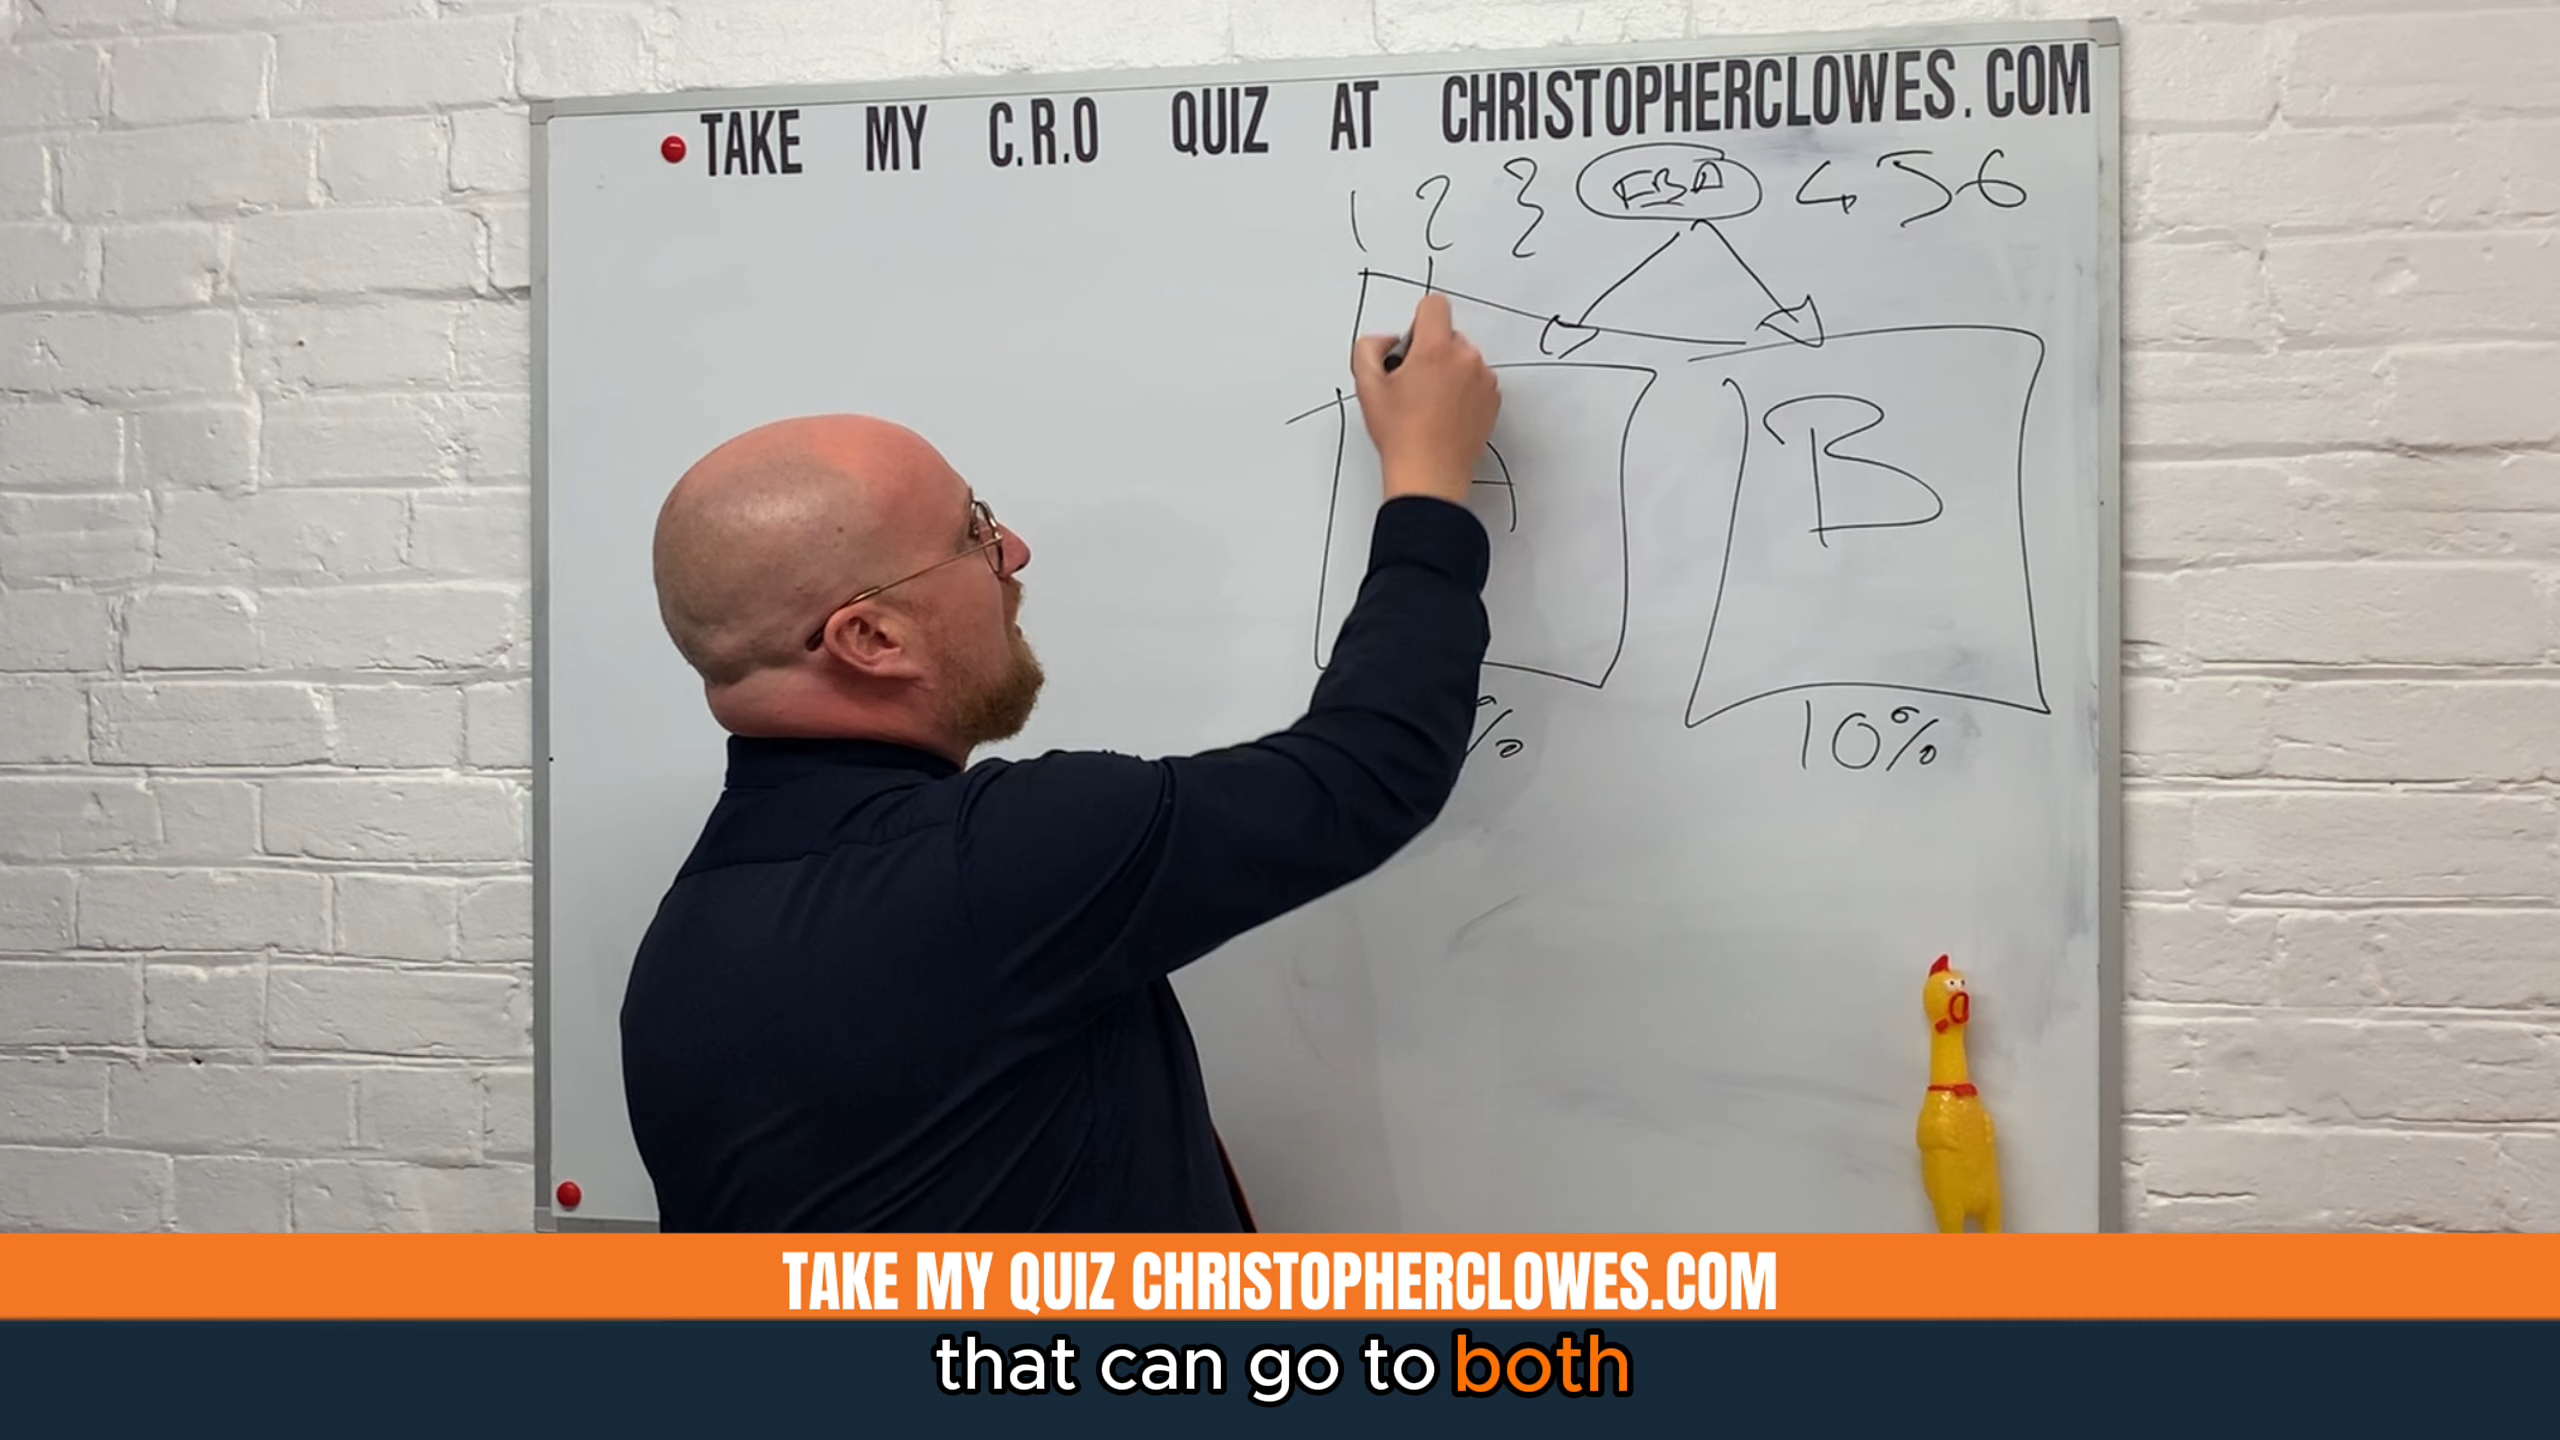 TAKE MY C.R.O QUIZ AT CHRISTOPHERCLOWES.COM
1 2 3 4 5 6
A
B
%
10%
TAKE MY QUIZ CHRISTOPHERCLOWES.COM
that can go to both